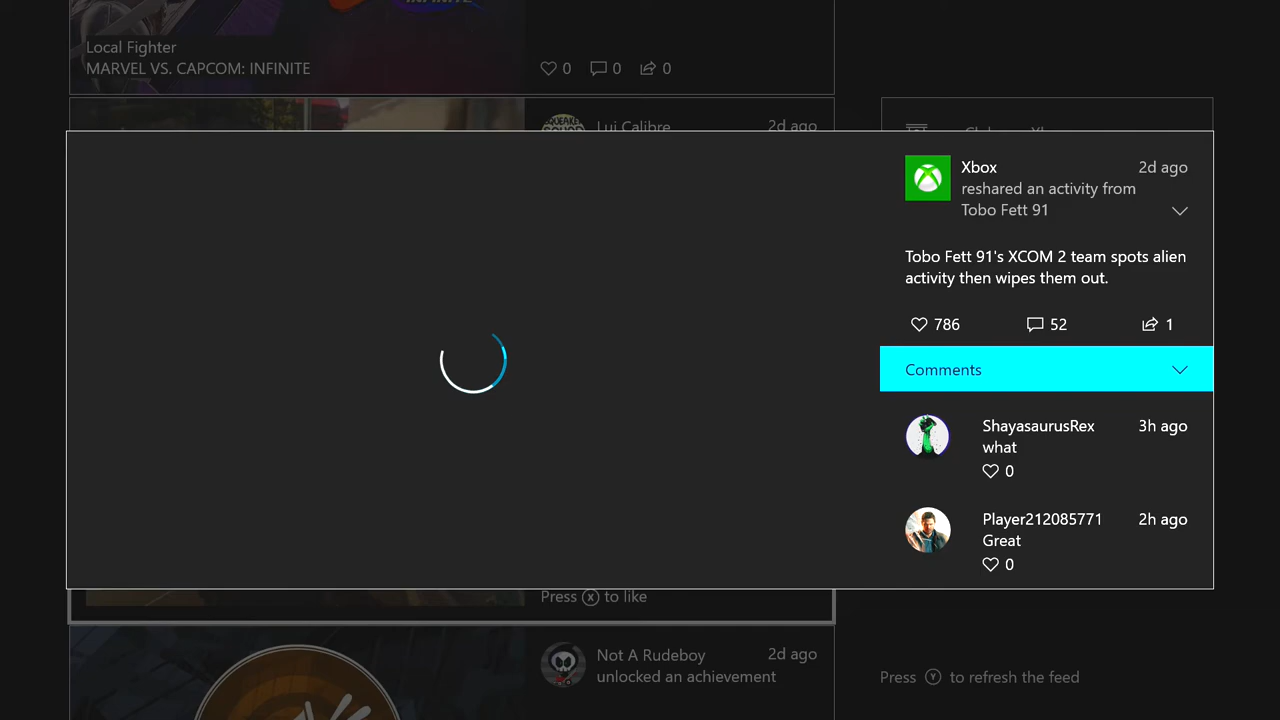 INFINITE
Local Fighter
MARVEL VS. CAPCOM: INFINITE
0 0 0
Lui Calibre 2d ago
Xbox 2d ago
reshared an activity from
Tobo Fett 91
Tobo Fett 91's XCOM 2 team spots alien
activity then wipes them out.
786 52 1
Comments
ShayasaurusRex 3h ago
what
0
Player212085771 2h ago
Great
0
Press X to like
Not A Rudeboy 2d ago
unlocked an achievement
Press Y to refresh the feed